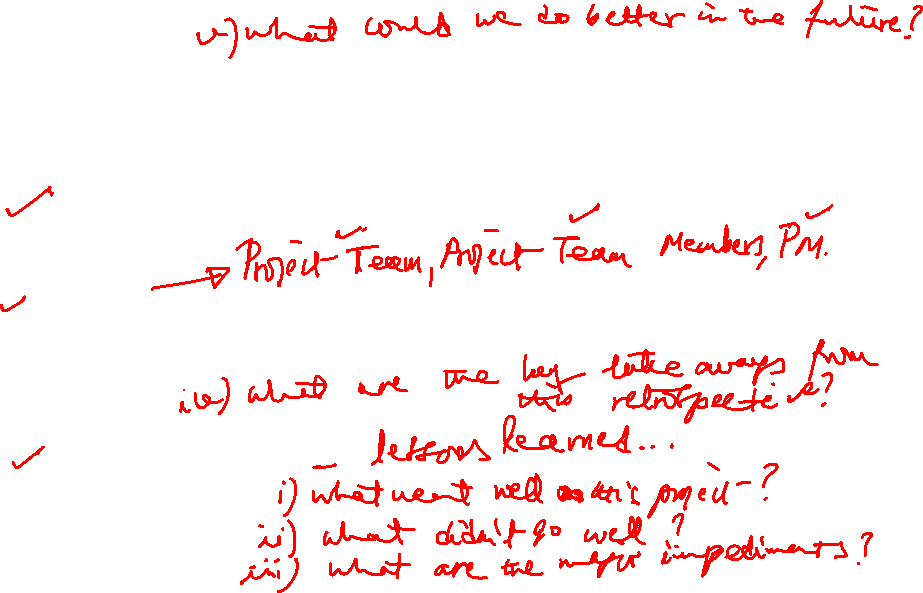 v) What could we do better in the future?
Project Team, Project Team Members, PM.
iv) What are the key take aways from
this retrospective?
lessons learned...
i) What went well in this project?
ii) What didn't go well?
iii) What are the major impediments?